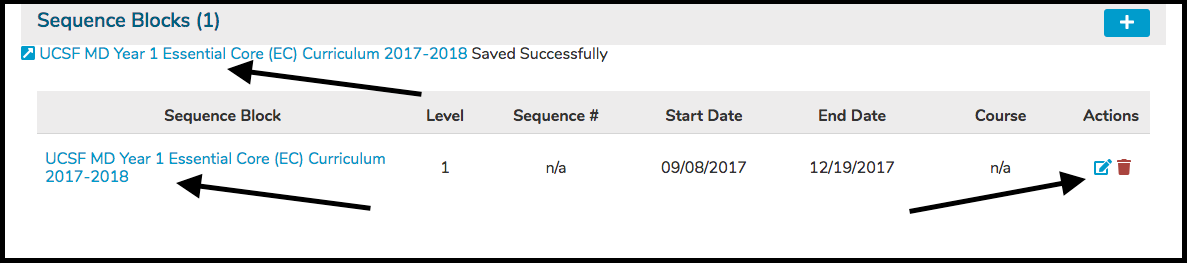 Sequence Blocks (1)
UCSF MD Year 1 Essential Core (EC) Curriculum 2017-2018 Saved Successfully
Sequence Block Level Sequence # Start Date End Date Course Actions
UCSF MD Year 1 Essential Core (EC) Curriculum
2017-2018
1 n/a 09/08/2017 12/19/2017 n/a